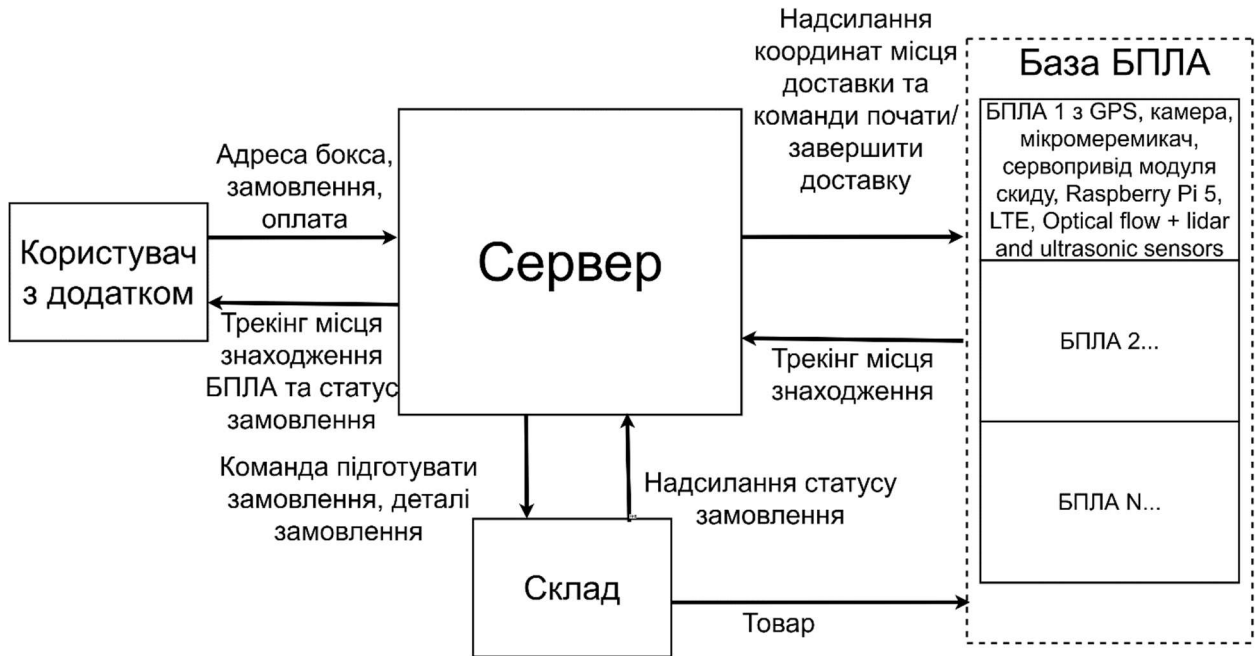 Адреса бокса,
замовлення,
оплата
Користувач
з додатком
Трекінг місця
знаходження
БПЛА та статус
замовлення
Сервер
Надсилання
координат місця
доставки та
команди почати/
завершити
доставку
Трекінг місця
знаходження
Команда підготувати
замовлення, деталі
замовлення
Надсилання статусу
замовлення
Склад
Товар
База БПЛА
БПЛА 1 з GPS, камера,
мікромеремикач,
сервопривід модуля
скиду, Raspberry Pi 5,
LTE, Optical flow + lidar
and ultrasonic sensors
БПЛА 2...
БПЛА N...